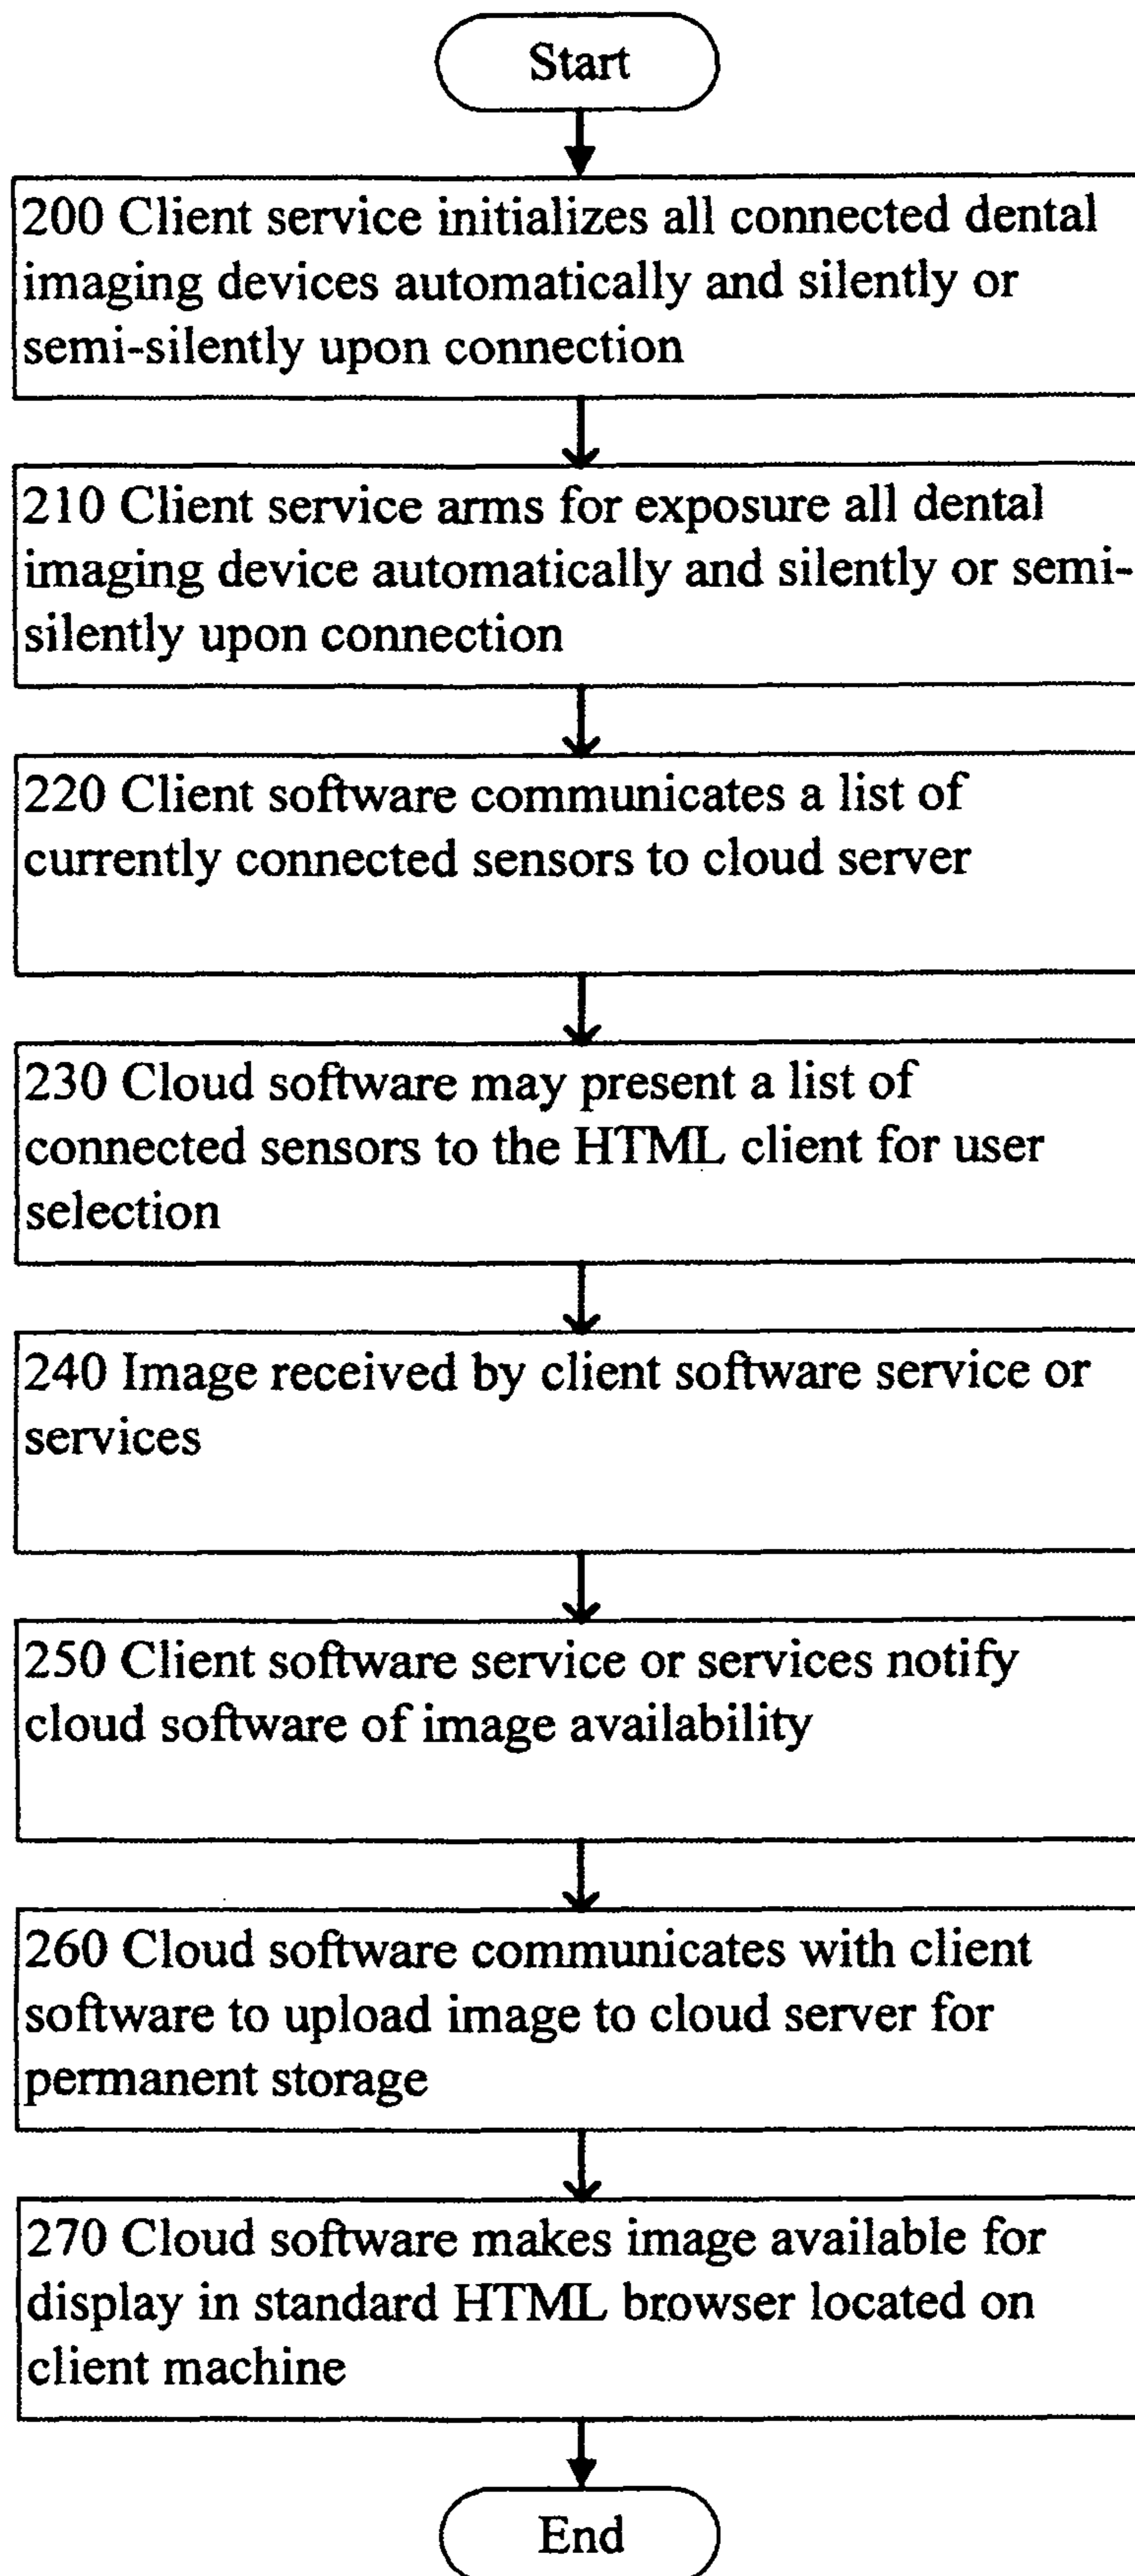 Start
200 Client service initializes all connected dental
imaging devices automatically and silently or
semi-silently upon connection
210 Client service arms for exposure all dental
imaging device automatically and silently or semi-
silently upon connection
220 Client software communicates a list of
currently connected sensors to cloud server
230 Cloud software may present a list of
connected sensors to the HTML client for user
selection
240 Image received by client software service or
services
250 Client software service or services notify
cloud software of image availability
260 Cloud software communicates with client
software to upload image to cloud server for
permanent storage
270 Cloud software makes image available for
display in standard HTML browser located on
client machine
End